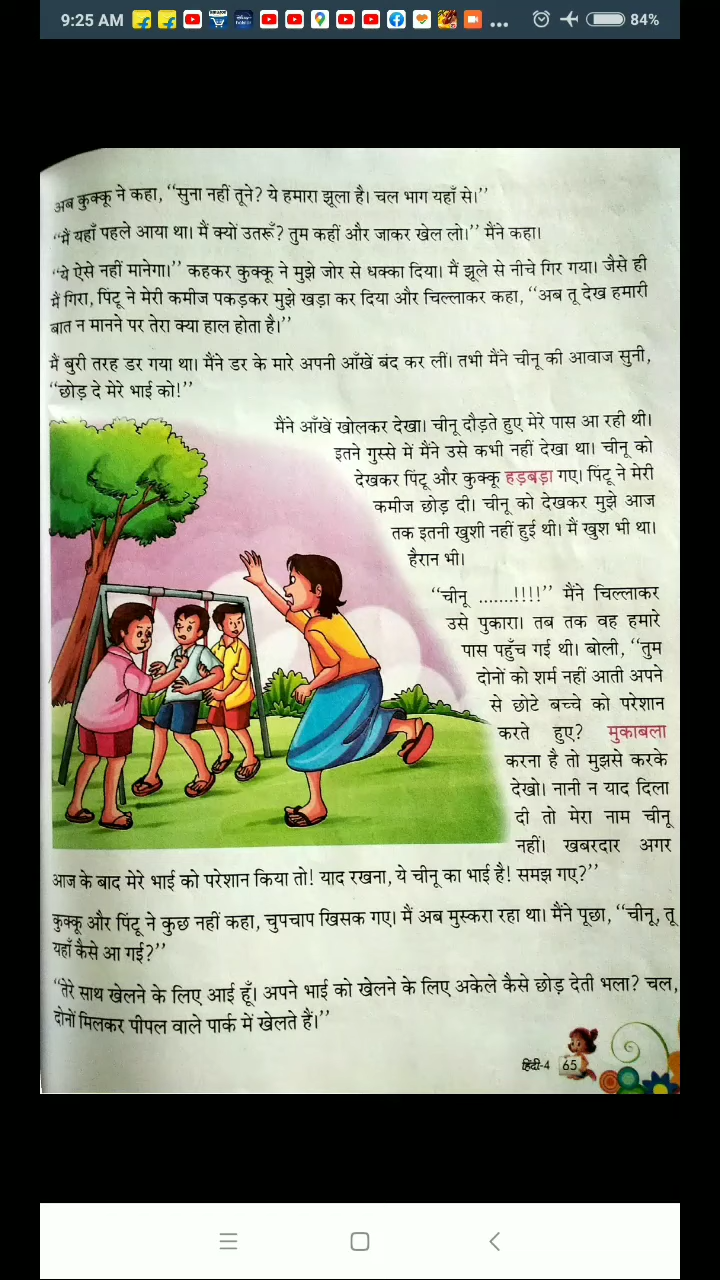 9:25 AM
84%
अब कुक्कू ने कहा, “सुना नहीं तूने? ये हमारा झूला है। चल भाग यहाँ से।”
“मैं यहाँ पहले आया था। मैं क्यों उतरूँ? तुम कहीं और जाकर खेल लो।” मैंने कहा।
“ये ऐसे नहीं मानेगा।” कहकर कुक्कू ने मुझे जोर से धक्का दिया। मैं झूले से नीचे गिर गया। जैसे ही
मैं गिरा, पिंटू ने मेरी कमीज पकड़कर मुझे खड़ा कर दिया और चिल्लाकर कहा, “अब तू देख हमारी
बात न मानने पर तेरा क्या हाल होता है।”
मैं बुरी तरह डर गया था। मैंने डर के मारे अपनी आँखें बंद कर लीं। तभी मैंने चीनू की आवाज सुनी,
“छोड़ दे मेरे भाई को!”
मैंने आँखें खोलकर देखा। चीनू दौड़ते हुए मेरे पास आ रही थी।
इतने गुस्से में मैंने उसे कभी नहीं देखा था। चीनू को
देखकर पिंटू और कुक्कू हड़बड़ा गए। पिंटू ने मेरी
कमीज छोड़ दी। चीनू को देखकर मुझे आज
तक इतनी खुशी नहीं हुई थी। मैं खुश भी था।
हैरान भी।
“चीनू .......!!!!” मैंने चिल्लाकर
उसे पुकारा। तब तक वह हमारे
पास पहुँच गई थी। बोली, “तुम
दोनों को शर्म नहीं आती अपने
से छोटे बच्चे को परेशान
करते हुए? मुकाबला
करना है तो मुझसे करके
देखो। नानी न याद दिला
दी तो मेरा नाम चीनू
नहीं। खबरदार अगर
आज के बाद मेरे भाई को परेशान किया तो! याद रखना, ये चीनू का भाई है! समझ गए?”
कुक्कू और पिंटू ने कुछ नहीं कहा, चुपचाप खिसक गए। मैं अब मुस्करा रहा था। मैंने पूछा, “चीनू, तू
यहाँ कैसे आ गई?”
“तेरे साथ खेलने के लिए आई हूँ। अपने भाई को खेलने के लिए अकेले कैसे छोड़ देती भला? चल,
दोनों मिलकर पीपल वाले पार्क में खेलते हैं।”
हिंदी-4 65